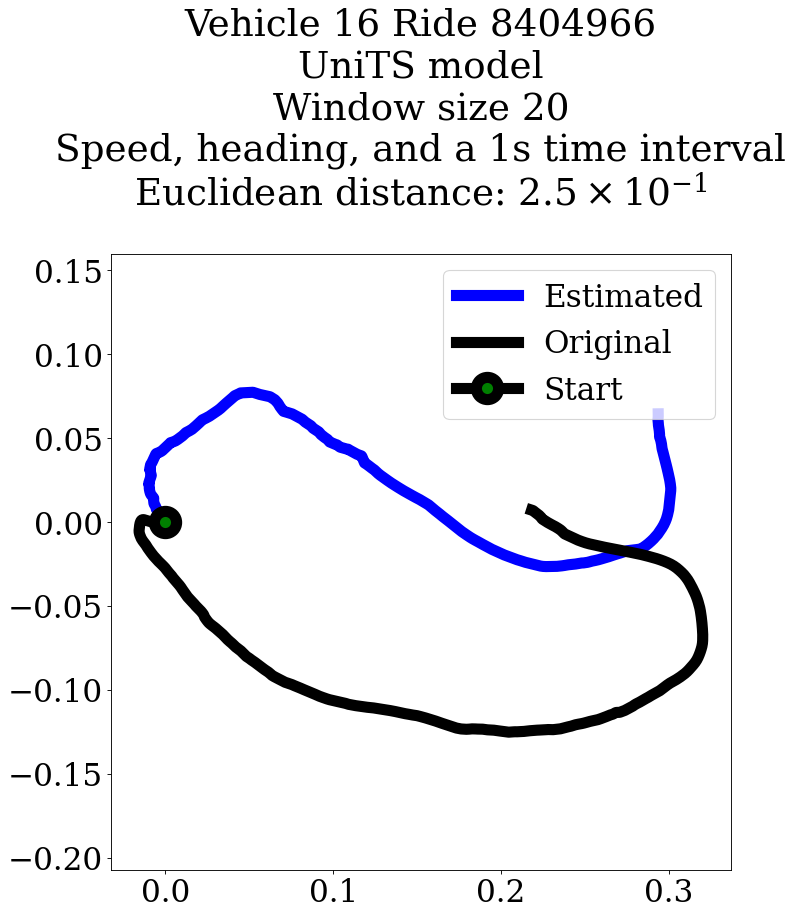 Vehicle 16 Ride 8404966
UniTS model
Window size 20
Speed, heading, and a 1s time interval
Euclidean distance: 2.5 × 10⁻¹
Estimated
Original
Start
0.15
0.10
0.05
0.00
−0.05
−0.10
−0.15
−0.20
0.0 0.1 0.2 0.3